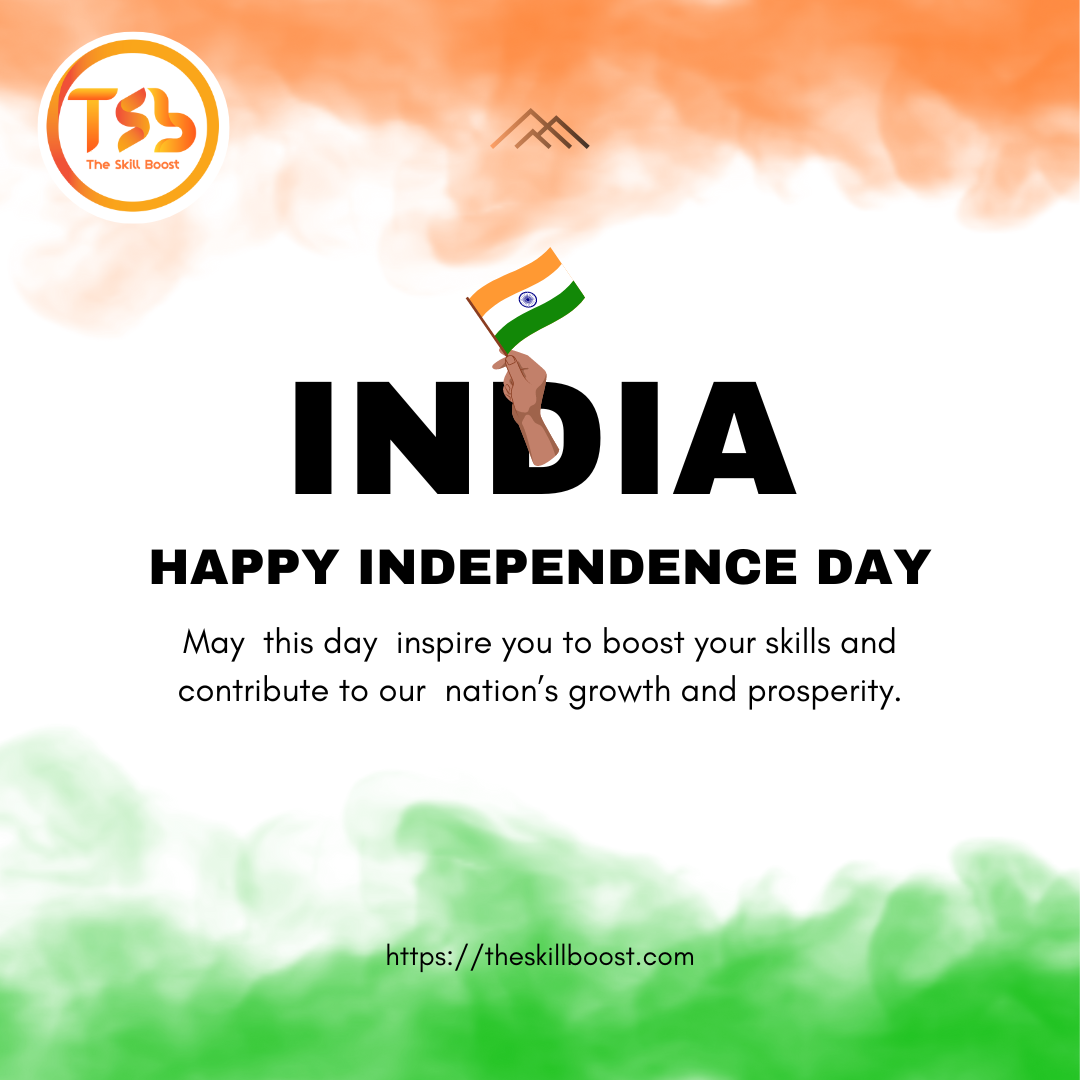 TSb
The Skill Boost
INDIA
HAPPY INDEPENDENCE DAY
May this day inspire you to boost your skills and
contribute to our nation’s growth and prosperity.
https://theskillboost.com